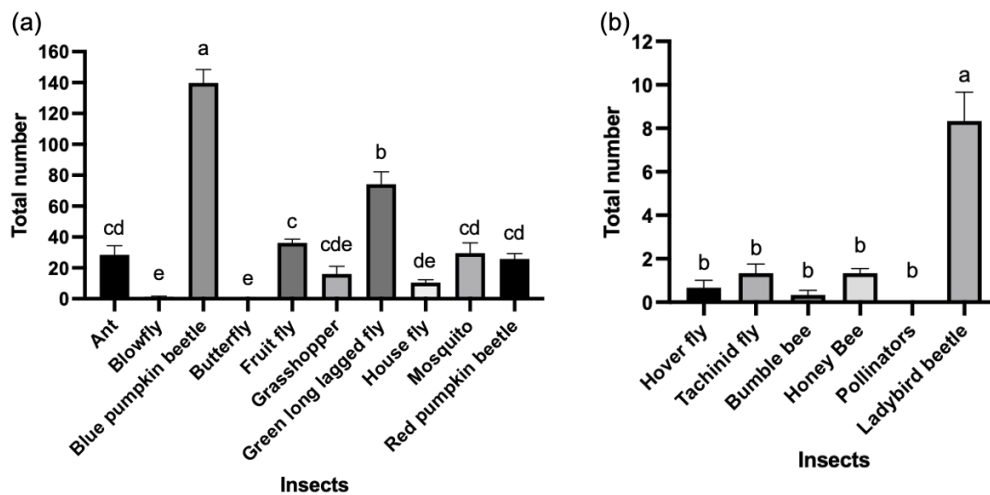 (a)
160
140
120
100
80
60
40
20
0
Total number
cd
e
a
e
c
cde
b
de
cd
cd
Ant
Blowfly
Blue pumpkin beetle
Butterfly
Fruit fly
Grasshopper
Green long lagged fly
House fly
Mosquito
Red pumpkin beetle
Insects
(b)
12
10
8
6
4
2
0
Total number
b
b
b
b
b
a
Hover fly
Tachinid fly
Bumble bee
Honey Bee
Pollinators
Ladybird beetle
Insects